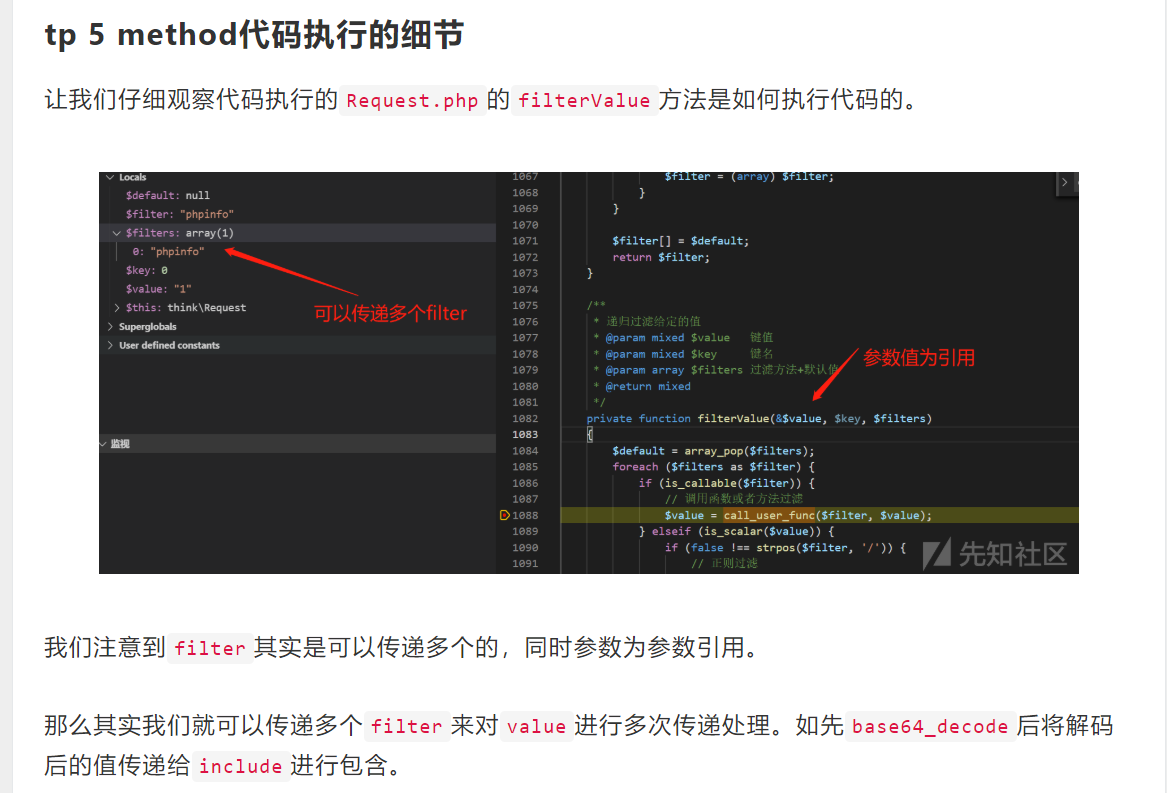 tp 5 method代码执行的细节
让我们仔细观察代码执行的 Request.php 的 filterValue 方法是如何执行代码的。
Locals
$default: null
$filter: "phpinfo"
$filters: array(1)
0: "phpinfo"
$key: 0
$value: "1"
$this: think\Request
Superglobals
User defined constants
可以传递多个filter
监视
1067 $filter = (array) $filter;
1068 }
1069 }
1070
1071 $filter[] = $default;
1072 return $filter;
1073 }
1074
1075 /**
1076 * 递归过滤给定的值
1077 * @param mixed $value 键值
1078 * @param mixed $key 键名
1079 * @param array $filters 过滤方法+默认值
1080 * @return mixed
1081 */
参数值为引用
1082 private function filterValue(&$value, $key, $filters)
1083 {
1084 $default = array_pop($filters);
1085 foreach ($filters as $filter) {
1086 if (is_callable($filter)) {
1087 // 调用函数或者方法过滤
1088 $value = call_user_func($filter, $value);
1089 } elseif (is_scalar($value)) {
1090 if (false !== strpos($filter, '/')) {
1091 // 正则过滤
先知社区
我们注意到 filter 其实是可以传递多个的，同时参数为参数引用。
那么其实我们就可以传递多个 filter 来对 value 进行多次传递处理。如先 base64_decode 后将解码
后的值传递给 include 进行包含。